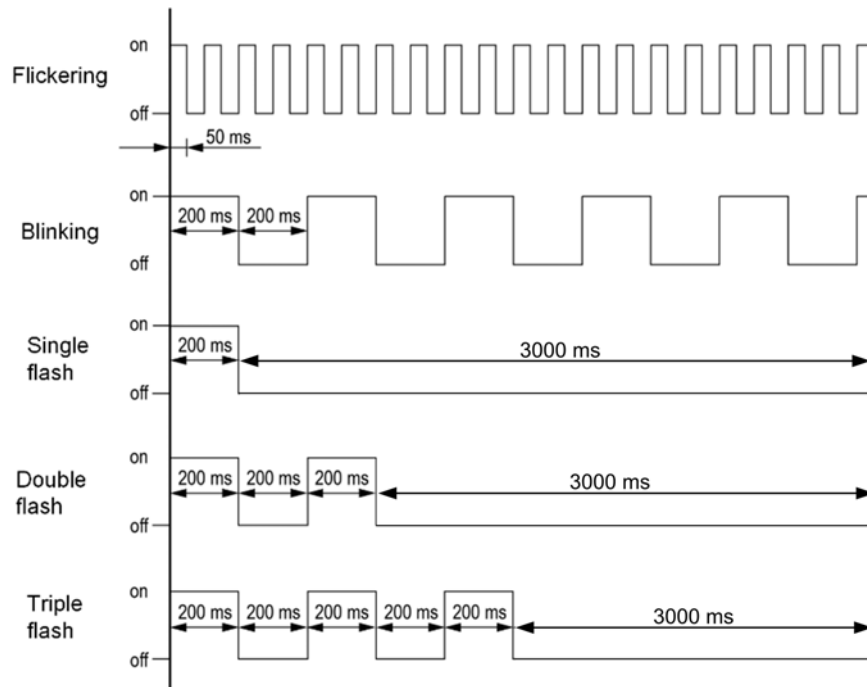 on
Flickering
off
50 ms
on
200 ms 200 ms
Blinking
off
on
Single
flash
200 ms
3000 ms
off
on
Double
flash
200 ms 200 ms 200 ms
3000 ms
off
on
Triple
flash
200 ms 200 ms 200 ms 200 ms 200 ms
3000 ms
off